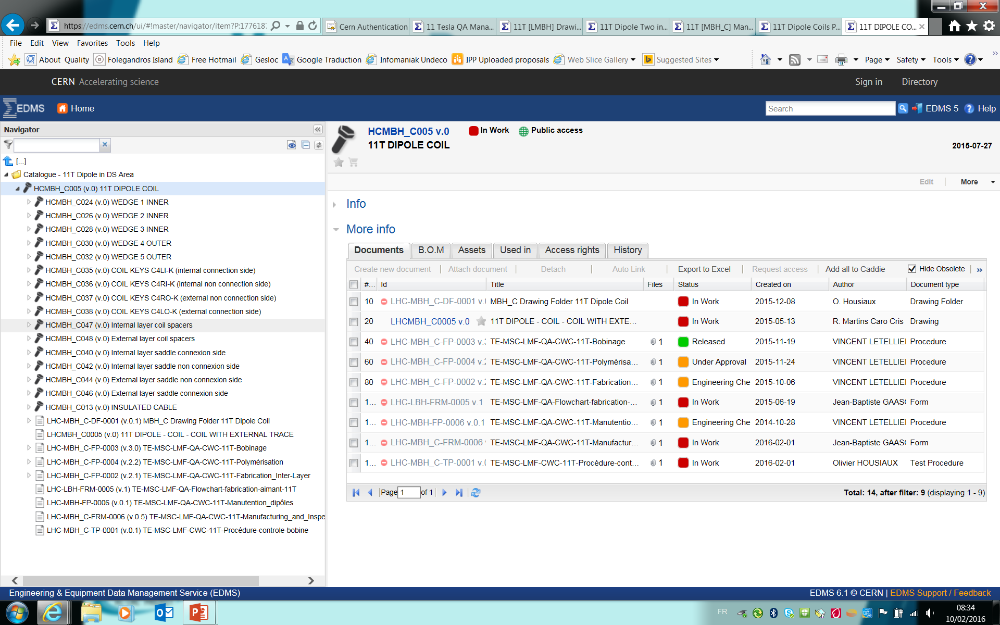 https://edms.cern.ch/ui/#!master/navigator/item?P:177618
Cern Authentication
11 Tesla QA Mana...
11T [LMBH] Drawi...
11T Dipole Two in...
11T [MBH_C] Man...
11T Dipole Coils P...
11T DIPOLE CO...
File Edit View Favorites Tools Help
About Quality Folegandros Island Free Hotmail Gesloc Google Translation Infomaniak Undeco IPP Uploaded proposals Web Slice Gallery Suggested Sites Page Safety Tools
CERN Accelerating science
Sign in Directory
EDMS Home
Search EDMS 5 Help
Navigator
[...]
Catalogue - 11T Dipole in DS Area
HCMBH_C005 (v.0) 11T DIPOLE COIL
HCMBH_C024 (v.0) WEDGE 1 INNER
HCMBH_C026 (v.0) WEDGE 2 INNER
HCMBH_C028 (v.0) WEDGE 3 INNER
HCMBH_C030 (v.0) WEDGE 4 OUTER
HCMBH_C032 (v.0) WEDGE 5 OUTER
HCMBH_C035 (v.0) COIL KEYS C4LI-K (internal connection side)
HCMBH_C036 (v.0) COIL KEYS C4RI-K (internal non connection side)
HCMBH_C037 (v.0) COIL KEYS C4RO-K (external non connection side)
HCMBH_C038 (v.0) COIL KEYS C4LO-K (external connection side)
HCMBH_C047 (v.0) Internal layer coil spacers
HCMBH_C048 (v.0) External layer coil spacers
HCMBH_C040 (v.0) Internal layer saddle connexion side
HCMBH_C042 (v.0) Internal layer saddle non connexion side
HCMBH_C044 (v.0) External layer saddle non connexion side
HCMBH_C046 (v.0) External layer saddle connexion side
HCMBH_C013 (v.0) INSULATED CABLE
LHC-MBH_C-DF-0001 (v.0.1) MBH_C Drawing Folder 11T Dipole Coil
LHCMBH_C0005 (v.0) 11T DIPOLE - COIL - COIL WITH EXTERNAL TRACE
LHC-MBH_C-FP-0003 (v.3.0) TE-MSC-LMF-QA-CWC-11T-Bobinage
LHC-MBH_C-FP-0004 (v.2.2) TE-MSC-LMF-QA-CWC-11T-Polymérisation
LHC-MBH_C-FP-0002 (v.2.1) TE-MSC-LMF-QA-CWC-11T-Fabrication_Inter-Layer
LHC-LBH-FRM-0005 (v.1) TE-MSC-LMF-QA-Flowchart-fabrication-aimant-11T
LHC-MBH-FP-0006 (v.0.1) TE-MSC-LMF-QA-CWC-11T-Manutention_dipôles
LHC-MBH_C-FRM-0006 (v.0.5) TE-MSC-LMF-QA-CWC-11T-Manufacturing_and_Inspe
LHC-MBH_C-TP-0001 (v.0.1) TE-MSC-LMF-CWC-11T-Procédure-controle-bobine
HCMBH_C005 v.0 In Work Public access
11T DIPOLE COIL
2015-07-27
Edit More
Info
More info
Documents B.O.M Assets Used in Access rights History
Create new document Attach document Detach Auto Link Export to Excel Request access Add all to Caddie Hide Obsolete »
#... Id Title Files Status Created on Author Document type
10 LHC-MBH_C-DF-0001 v.( MBH_C Drawing Folder 11T Dipole Coil In Work 2015-12-08 O. Housiaux Drawing Folder
20 LHCMBH_C0005 v.0 11T DIPOLE - COIL - COIL WITH EXTE... In Work 2015-05-13 R. Martins Caro Cris Drawing
40 LHC-MBH_C-FP-0003 v. TE-MSC-LMF-QA-CWC-11T-Bobinage 1 Released 2015-11-19 VINCENT LETELLIE Procedure
60 LHC-MBH_C-FP-0004 v. TE-MSC-LMF-QA-CWC-11T-Polymérisa... 1 Under Approval 2015-11-24 VINCENT LETELLIE Procedure
80 LHC-MBH_C-FP-0002 v. TE-MSC-LMF-QA-CWC-11T-Fabrication... 1 Engineering Che 2015-10-06 VINCENT LETELLIE Procedure
1... LHC-LBH-FRM-0005 v.1 TE-MSC-LMF-QA-Flowchart-fabrication-... 1 In Work 2015-06-19 Jean-Baptiste GAAS Form
1... LHC-MBH-FP-0006 v.0.1 TE-MSC-LMF-QA-CWC-11T-Manutentio... 1 Engineering Che 2014-10-28 VINCENT LETELLIE Procedure
1... LHC-MBH_C-FRM-0006 TE-MSC-LMF-QA-CWC-11T-Manufactur... 1 In Work 2016-02-01 Jean-Baptiste GAAS Form
1... LHC-MBH_C-TP-0001 v.( TE-MSC-LMF-CWC-11T-Procédure-cont... 1 In Work 2016-02-01 Olivier HOUSIAUX Test Procedure
Page 1 of 1
Total: 14, after filter: 9 (displaying 1 - 9)
Engineering & Equipment Data Management Service (EDMS)
EDMS 6.1 © CERN | EDMS Support / Feedback
FR
08:34
10/02/2016